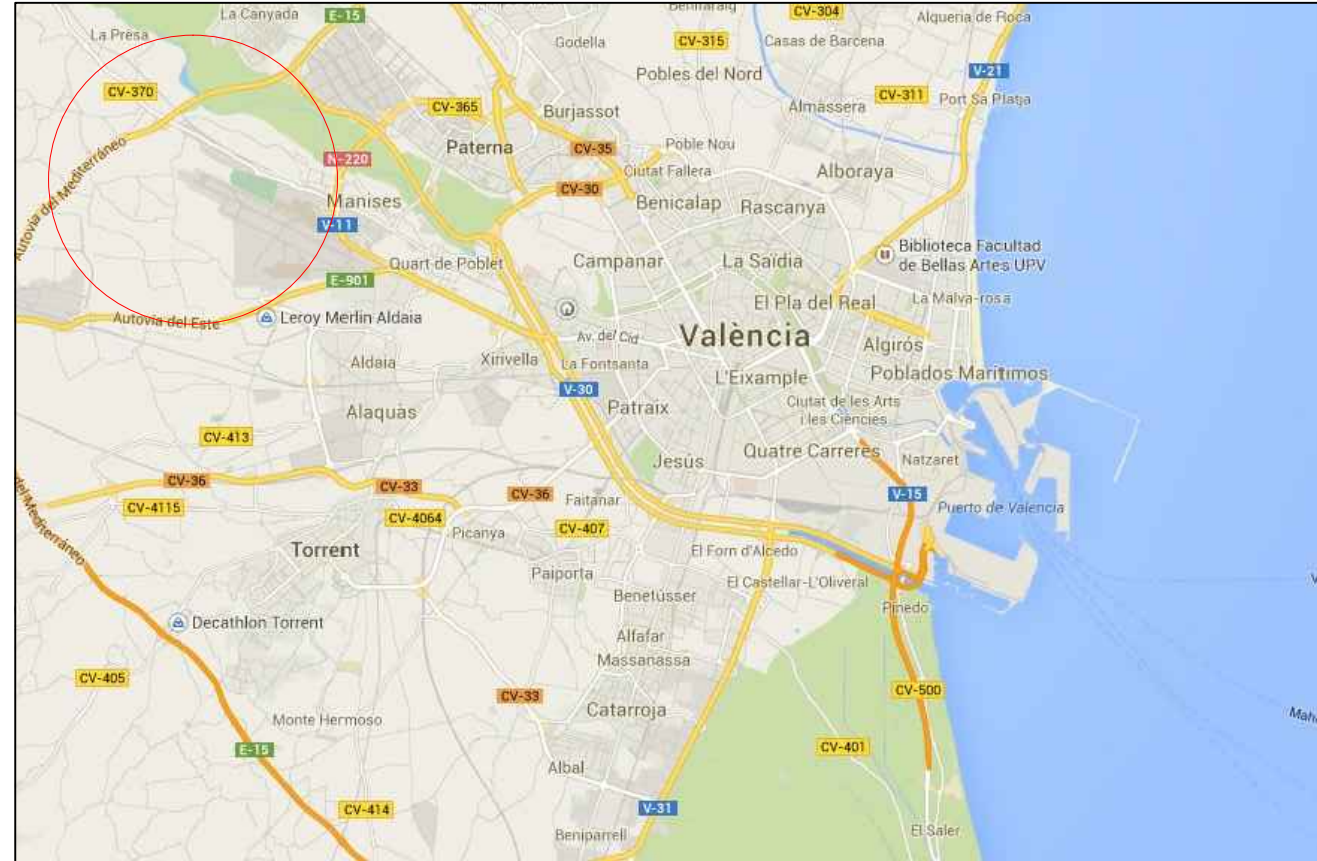 La Canyada
E-15
Benifaraig
CV-304
Alqueria de Roca
La Presa
Godella
CV-315
Casas de Barcena
V-21
Pobles del Nord
CV-370
CV-365
Burjassot
Almàssera
CV-311
Port Sa Platja
Autovía del Mediterráneo
Paterna
CV-35
Poble Nou
N-220
Ciutat Fallera
Alboraya
CV-30
Manises
Benicalap
Rascanya
V-11
Biblioteca Facultad
de Bellas Artes UPV
Quart de Poblet
Campanar
La Saïdia
E-901
El Pla del Real
La Malva-rosa
Autovía del Este
Leroy Merlin Aldaia
Av. del Cid
València
Algirós
Aldaia
Xirivella
La Fontsanta
L'Eixample
Poblados Marítimos
V-30
Alaquàs
Patraix
Ciutat de les Arts
i les Ciències
CV-413
Jesús
Quatre Carreres
Natzaret
CV-36
CV-33
CV-36
Faitanar
V-15
CV-4115
CV-4064
Picanya
CV-407
Puerto de Valencia
del Mediterráneo
Torrent
El Forn d'Alcedo
Paiporta
El Castellar-L'Oliveral
Benetússer
Pinedo
Decathlon Torrent
Alfafar
Massanassa
CV-405
CV-33
CV-500
Catarroja
Monte Hermoso
E-15
CV-401
Albal
CV-414
V-31
Beniparrell
El Saler